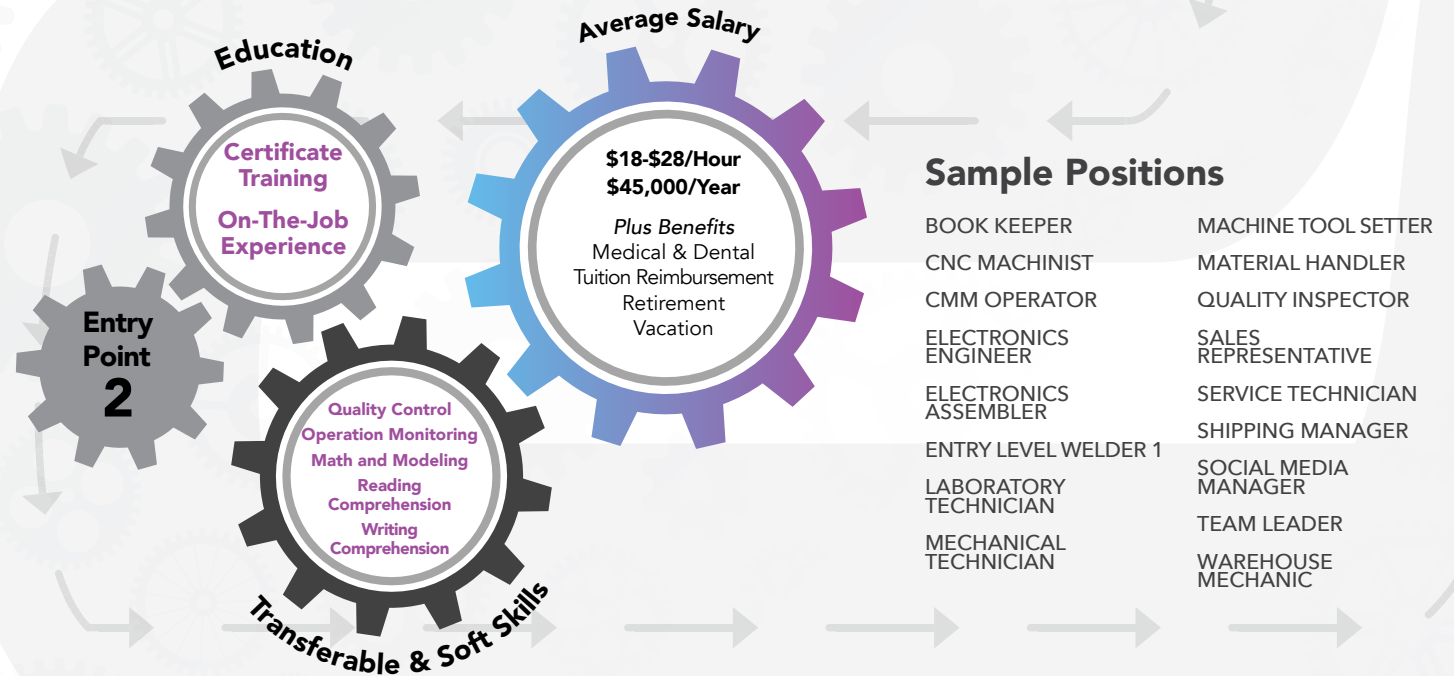 Education
Certificate
Training
On-The-Job
Experience
Average Salary
$18-$28/Hour
$45,000/Year
Plus Benefits
Medical & Dental
Tuition Reimbursement
Retirement
Vacation
Entry
Point
2
Quality Control
Operation Monitoring
Math and Modeling
Reading
Comprehension
Writing
Comprehension
Transferable & Soft Skills
Sample Positions
BOOK KEEPER
CNC MACHINIST
CMM OPERATOR
ELECTRONICS
ENGINEER
ELECTRONICS
ASSEMBLER
ENTRY LEVEL WELDER 1
LABORATORY
TECHNICIAN
MECHANICAL
TECHNICIAN
MACHINE TOOL SETTER
MATERIAL HANDLER
QUALITY INSPECTOR
SALES
REPRESENTATIVE
SERVICE TECHNICIAN
SHIPPING MANAGER
SOCIAL MEDIA
MANAGER
TEAM LEADER
WAREHOUSE
MECHANIC